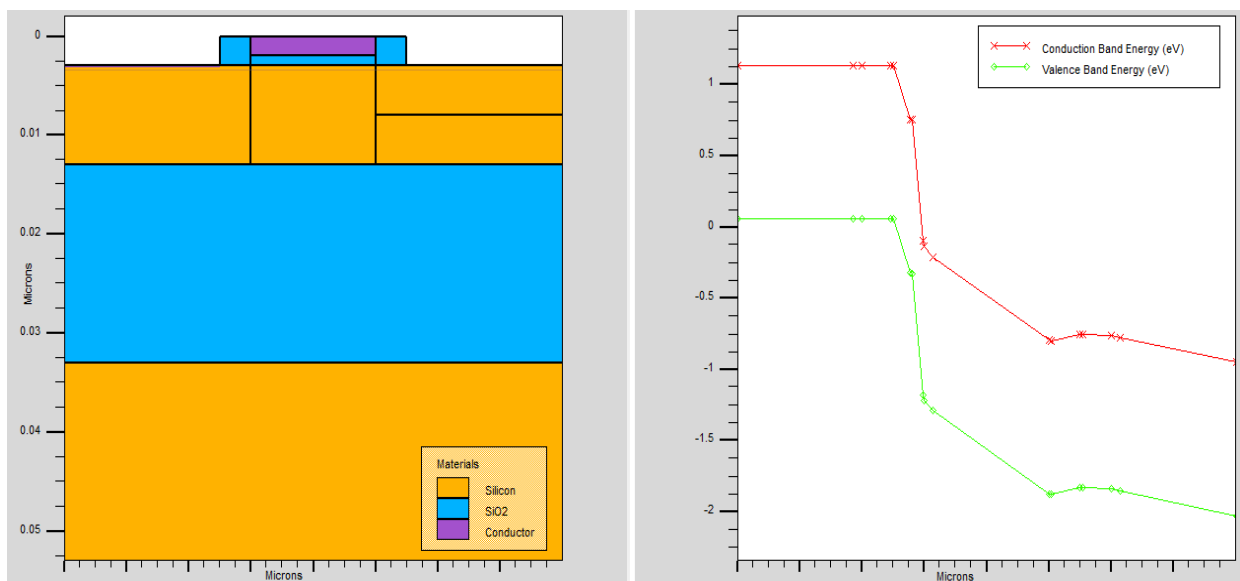 0
0.01
0.02
0.03
0.04
0.05
Microns
Microns
Materials
Silicon
SiO2
Conductor
1
0.5
0
-0.5
-1
-1.5
-2
Conduction Band Energy (eV)
Valence Band Energy (eV)
Microns